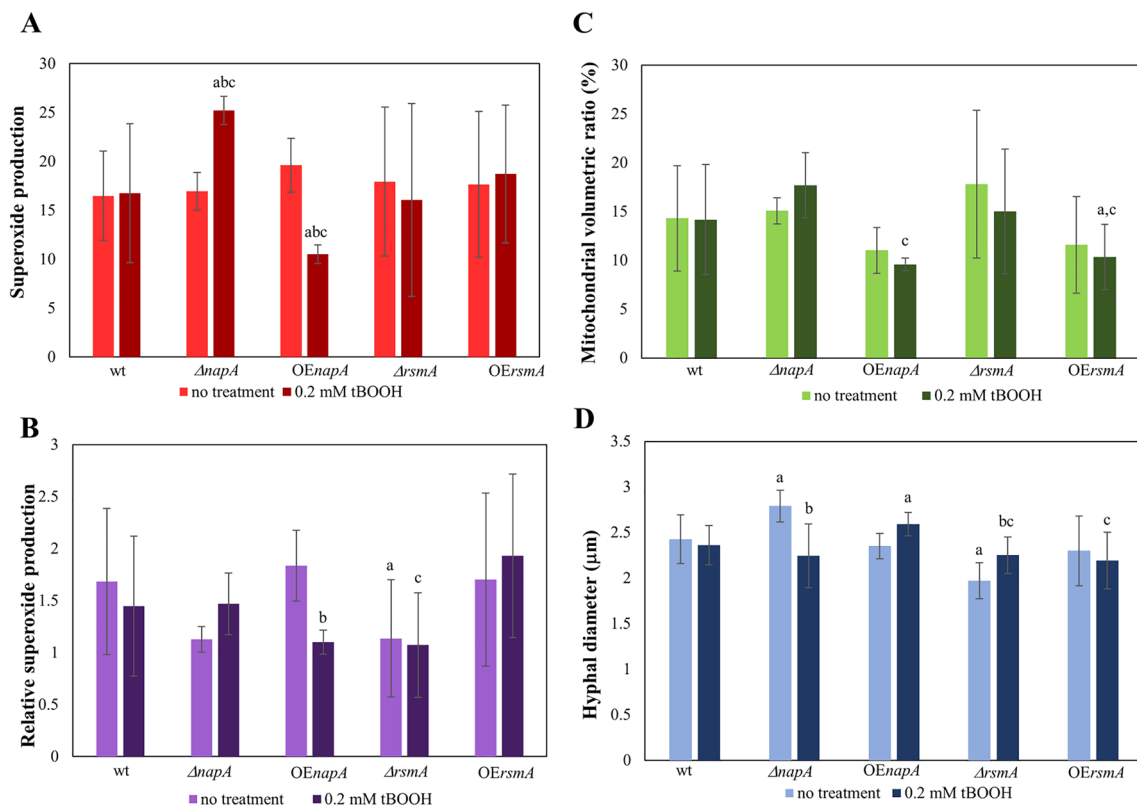 A
Superoxide production
30
25
20
15
10
5
0
abc
abc
wt
ΔnapA
OEnapA
ΔrsmA
OErsmA
no treatment
0.2 mM tBOOH
B
Relative superoxide production
3
2.5
2
1.5
1
0.5
0
b
a
c
wt
ΔnapA
OEnapA
ΔrsmA
OErsmA
no treatment
0.2 mM tBOOH
C
Mitochondrial volumetric ratio (%)
30
25
20
15
10
5
0
c
a,c
wt
ΔnapA
OEnapA
ΔrsmA
OErsmA
no treatment
0.2 mM tBOOH
D
Hyphal diameter (μm)
3.5
3
2.5
2
1.5
1
0.5
0
a
b
a
a
bc
c
wt
ΔnapA
OEnapA
ΔrsmA
OErsmA
no treatment
0.2 mM tBOOH